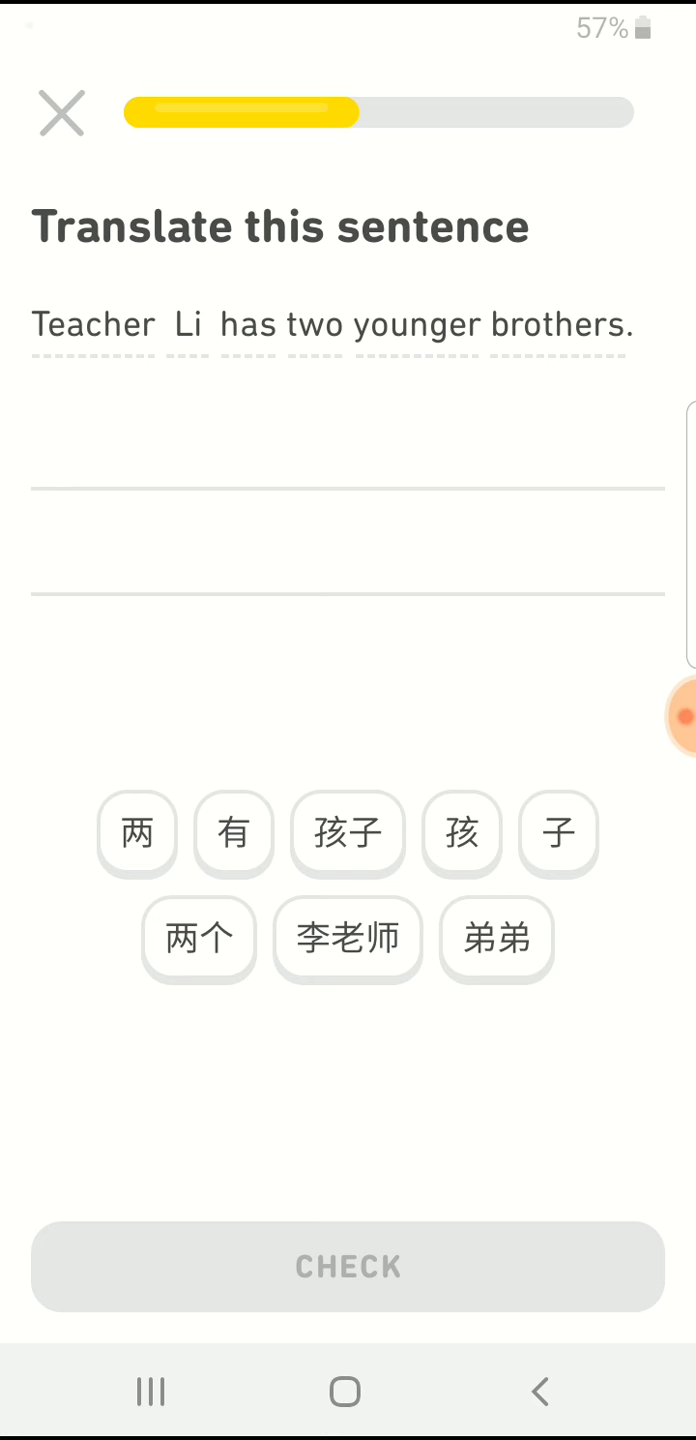 57%
Translate this sentence
Teacher Li has two younger brothers.
两 有 孩子 孩 子
两个 李老师 弟弟
CHECK